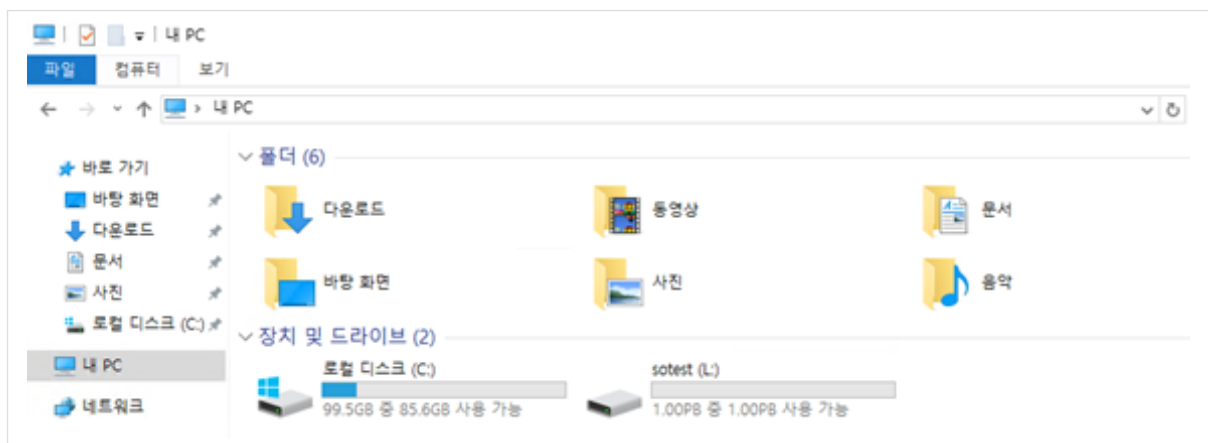 내 PC
파일 컴퓨터 보기
내 PC
바로 가기
바탕 화면
다운로드
문서
사진
로컬 디스크 (C:)
내 PC
네트워크
폴더 (6)
다운로드 동영상 문서
바탕 화면 사진 음악
장치 및 드라이브 (2)
로컬 디스크 (C:) sotest (L:)
99.5GB 중 85.6GB 사용 가능 1.00PB 중 1.00PB 사용 가능